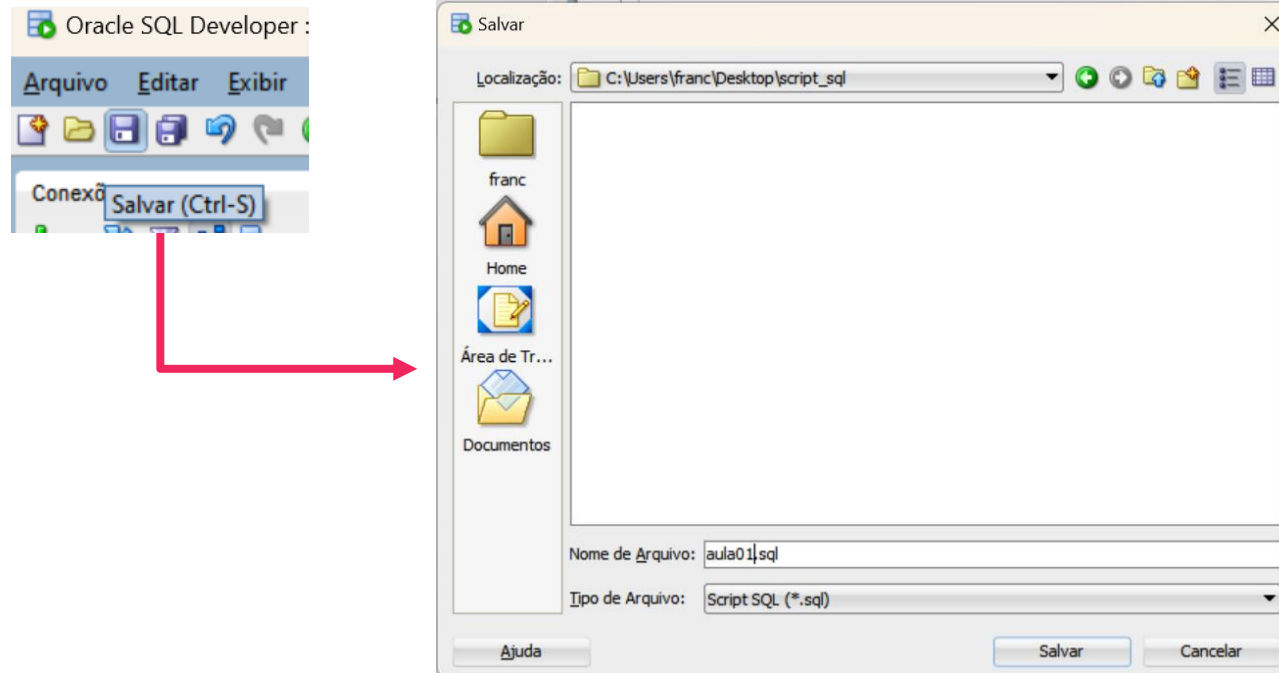 Oracle SQL Developer :
Arquivo Editar Exibir
Conexõ
Salvar (Ctrl-S)
Salvar
Localização: C:\Users\franc\Desktop\script_sql
franc
Home
Área de Tr...
Documentos
Nome de Arquivo: aula01.sql
Tipo de Arquivo: Script SQL (*.sql)
Ajuda Salvar Cancelar